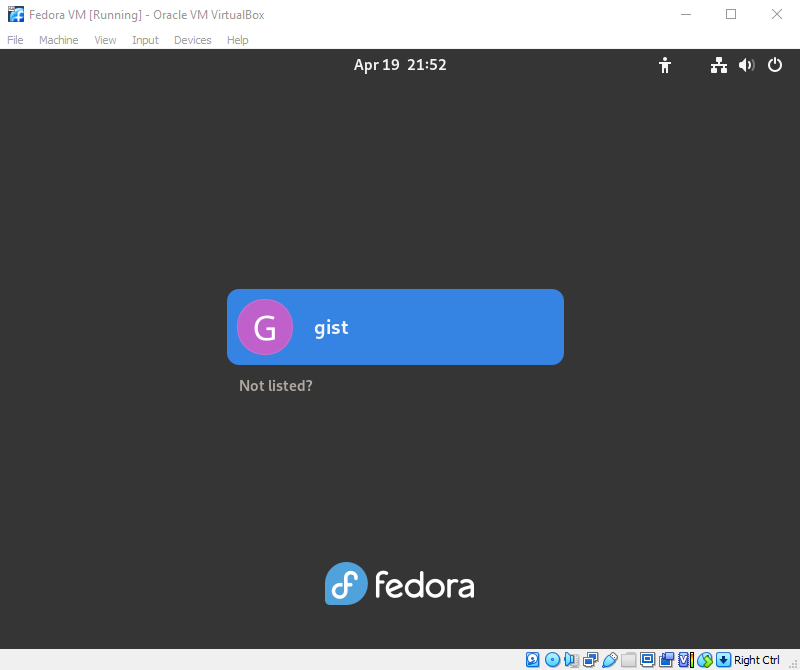 Fedora VM [Running] - Oracle VM VirtualBox
File Machine View Input Devices Help
Apr 19 21:52
G gist
Not listed?
fedora
Right Ctrl